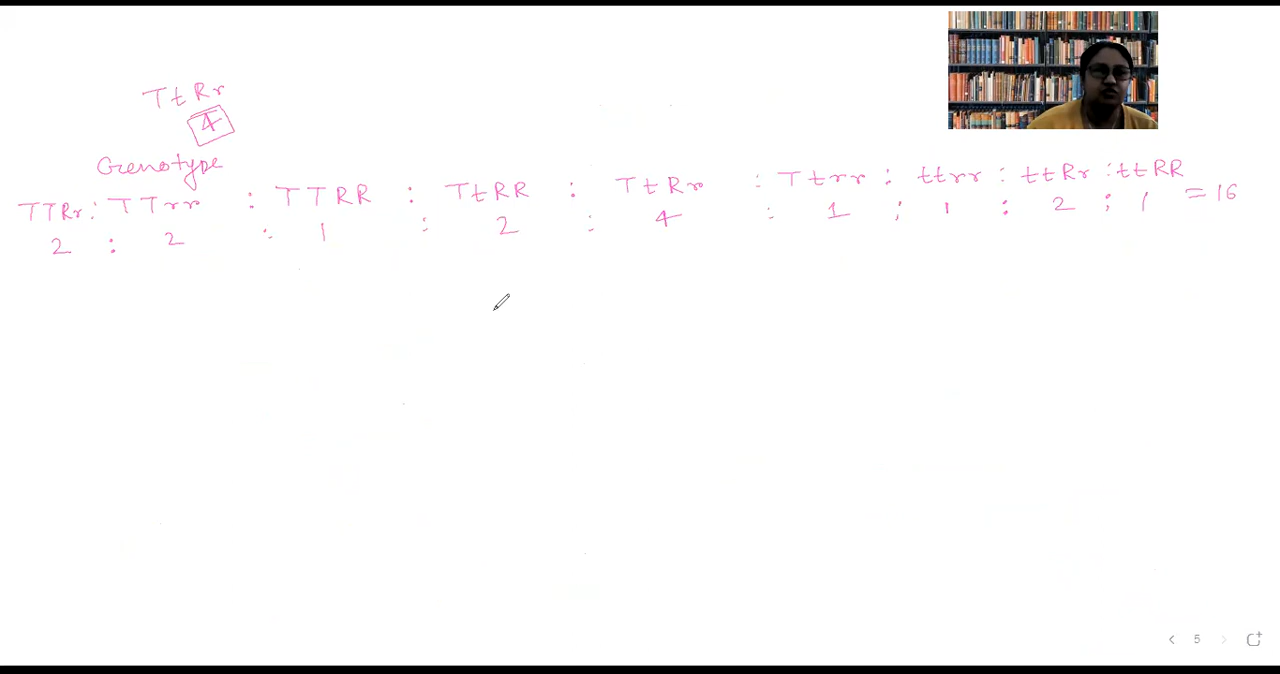 TtRr
4
Genotype
TTRr : TTrr : TTRR : TtRR : TtRr : Ttrr : ttrr : ttRr : ttRR
2 : 2 : 1 : 2 : 4 : 1 ; 1 : 2 ; 1 = 16
< 5 >